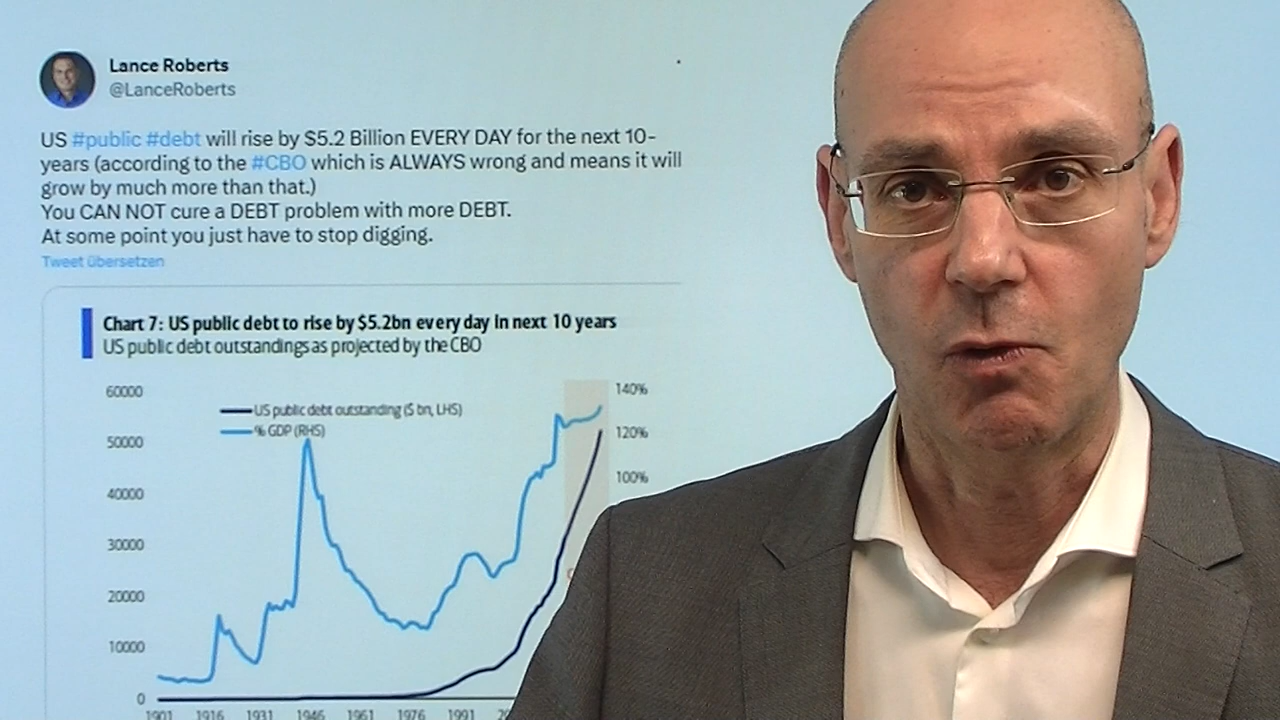 Lance Roberts
@LanceRoberts
US #public #debt will rise by $5.2 Billion EVERY DAY for the next 10-
years (according to the #CBO which is ALWAYS wrong and means it will
grow by much more than that.)
You CAN NOT cure a DEBT problem with more DEBT.
At some point you just have to stop digging.
Tweet übersetzen
Chart 7: US public debt to rise by $5.2bn every day in next 10 years
US public debt outstandings as projected by the CBO
60000
140%
US public debt outstanding ($ bn, LHS)
% GDP (RHS)
50000
120%
40000
100%
30000
20000
10000
0
1901 1916 1931 1946 1961 1976 1991